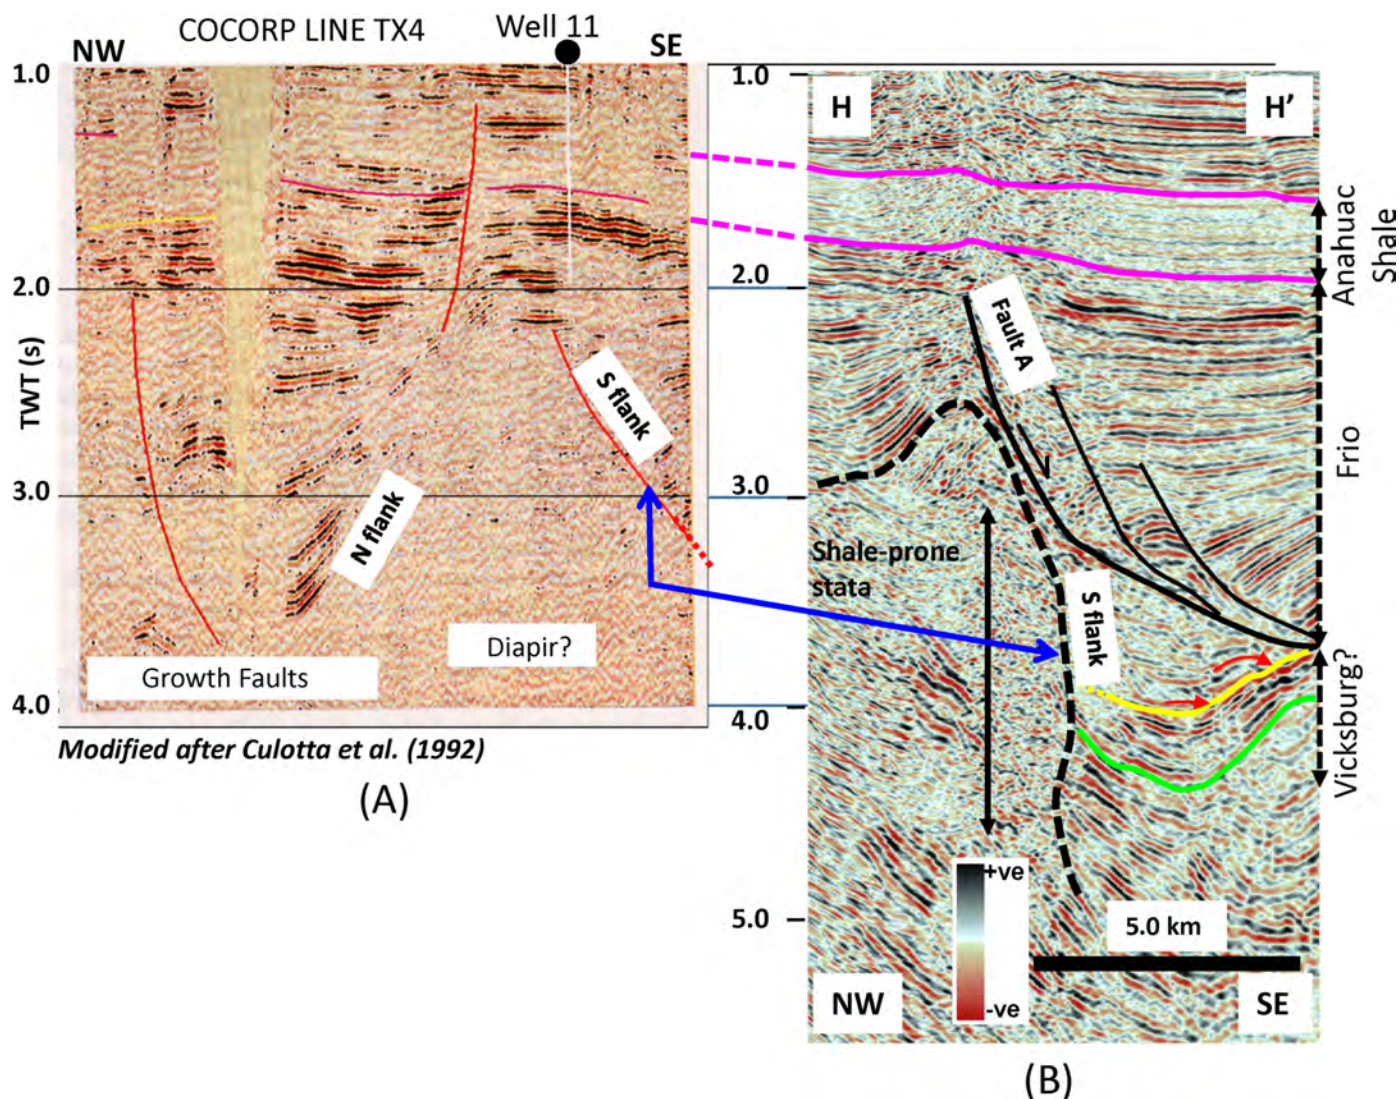 COCORP LINE TX4
Well 11
NW
SE
1.0
2.0
TWT (s)
3.0
4.0
S flank
N flank
Diapir?
Growth Faults
Modified after Culotta et al. (1992)
(A)
1.0
2.0
3.0
4.0
5.0
H
H’
Fault A
Shale-prone
stata
S flank
Anahuac
Shale
Frio
Vicksburg?
+ve
-ve
5.0 km
NW
SE
(B)